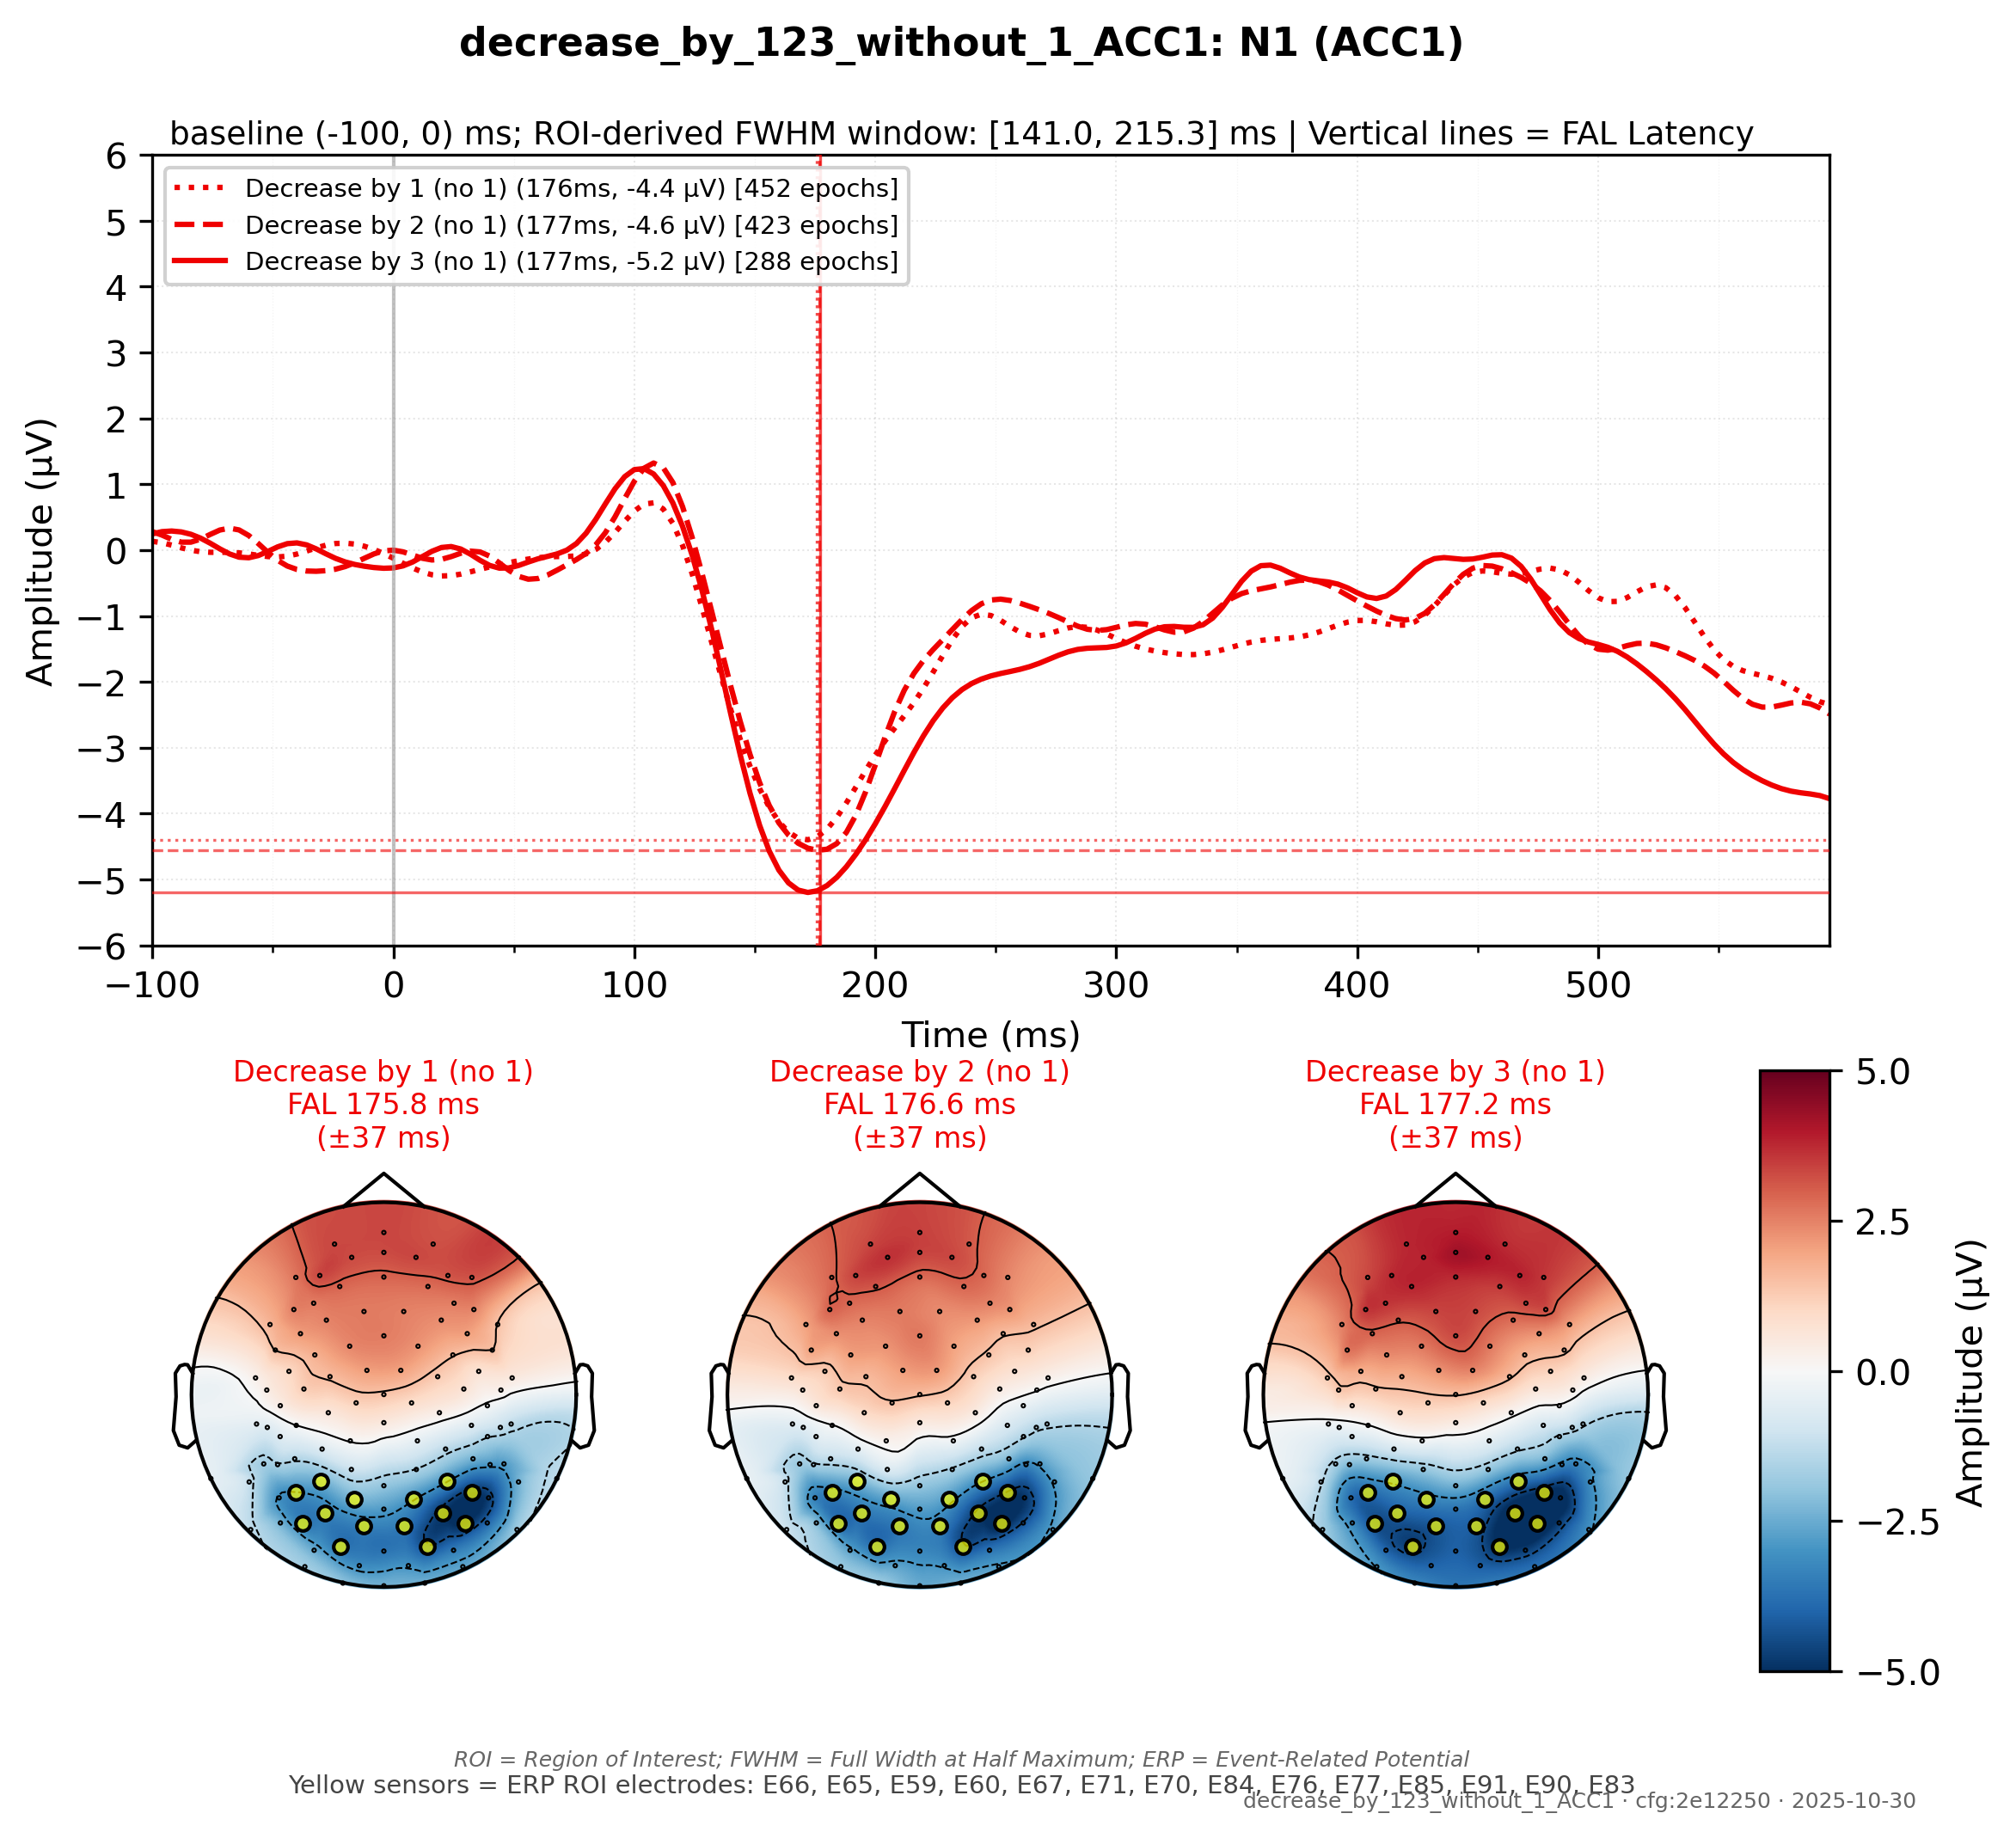 decrease_by_123_without_1_ACC1: N1 (ACC1)
baseline (-100, 0) ms; ROI-derived FWHM window: [141.0, 215.3] ms | Vertical lines = FAL Latency
Decrease by 1 (no 1) (176ms, -4.4 µV) [452 epochs]
Decrease by 2 (no 1) (177ms, -4.6 µV) [423 epochs]
Decrease by 3 (no 1) (177ms, -5.2 µV) [288 epochs]
Amplitude (µV)
6
5
4
3
2
1
0
−1
−2
−3
−4
−5
−6
−100 0 100 200 300 400 500
Time (ms)
Decrease by 1 (no 1)
FAL 175.8 ms
(±37 ms)
Decrease by 2 (no 1)
FAL 176.6 ms
(±37 ms)
Decrease by 3 (no 1)
FAL 177.2 ms
(±37 ms)
5.0
2.5
0.0
−2.5
−5.0
Amplitude (µV)
ROI = Region of Interest; FWHM = Full Width at Half Maximum; ERP = Event-Related Potential
Yellow sensors = ERP ROI electrodes: E66, E65, E59, E60, E67, E71, E70, E84, E76, E77, E85, E91, E90, E83
decrease_by_123_without_1_ACC1 · cfg:2e12250 · 2025-10-30